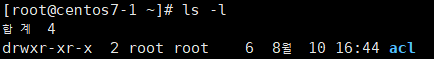 [root@centos7-1 ~]# ls -l
합계 4
drwxr-xr-x 2 root root 6 8월 10 16:44 acl